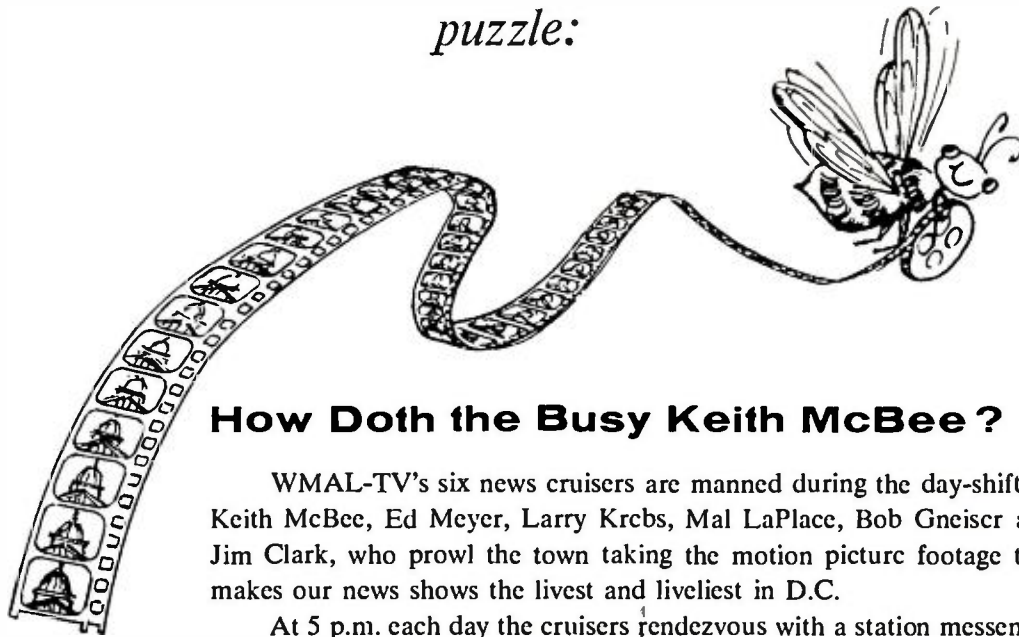 puzzle:
How Doth the Busy Keith McBee?
WMAL-TV's six news cruisers are manned during the day-shift
Keith McBee, Ed Meyer, Larry Krebs, Mal LaPlace, Bob Gneiser a
Jim Clark, who prowl the town taking the motion picture footage t
makes our news shows the livest and liveliest in D.C.
At 5 p.m. each day the cruisers rendezvous with a station messen